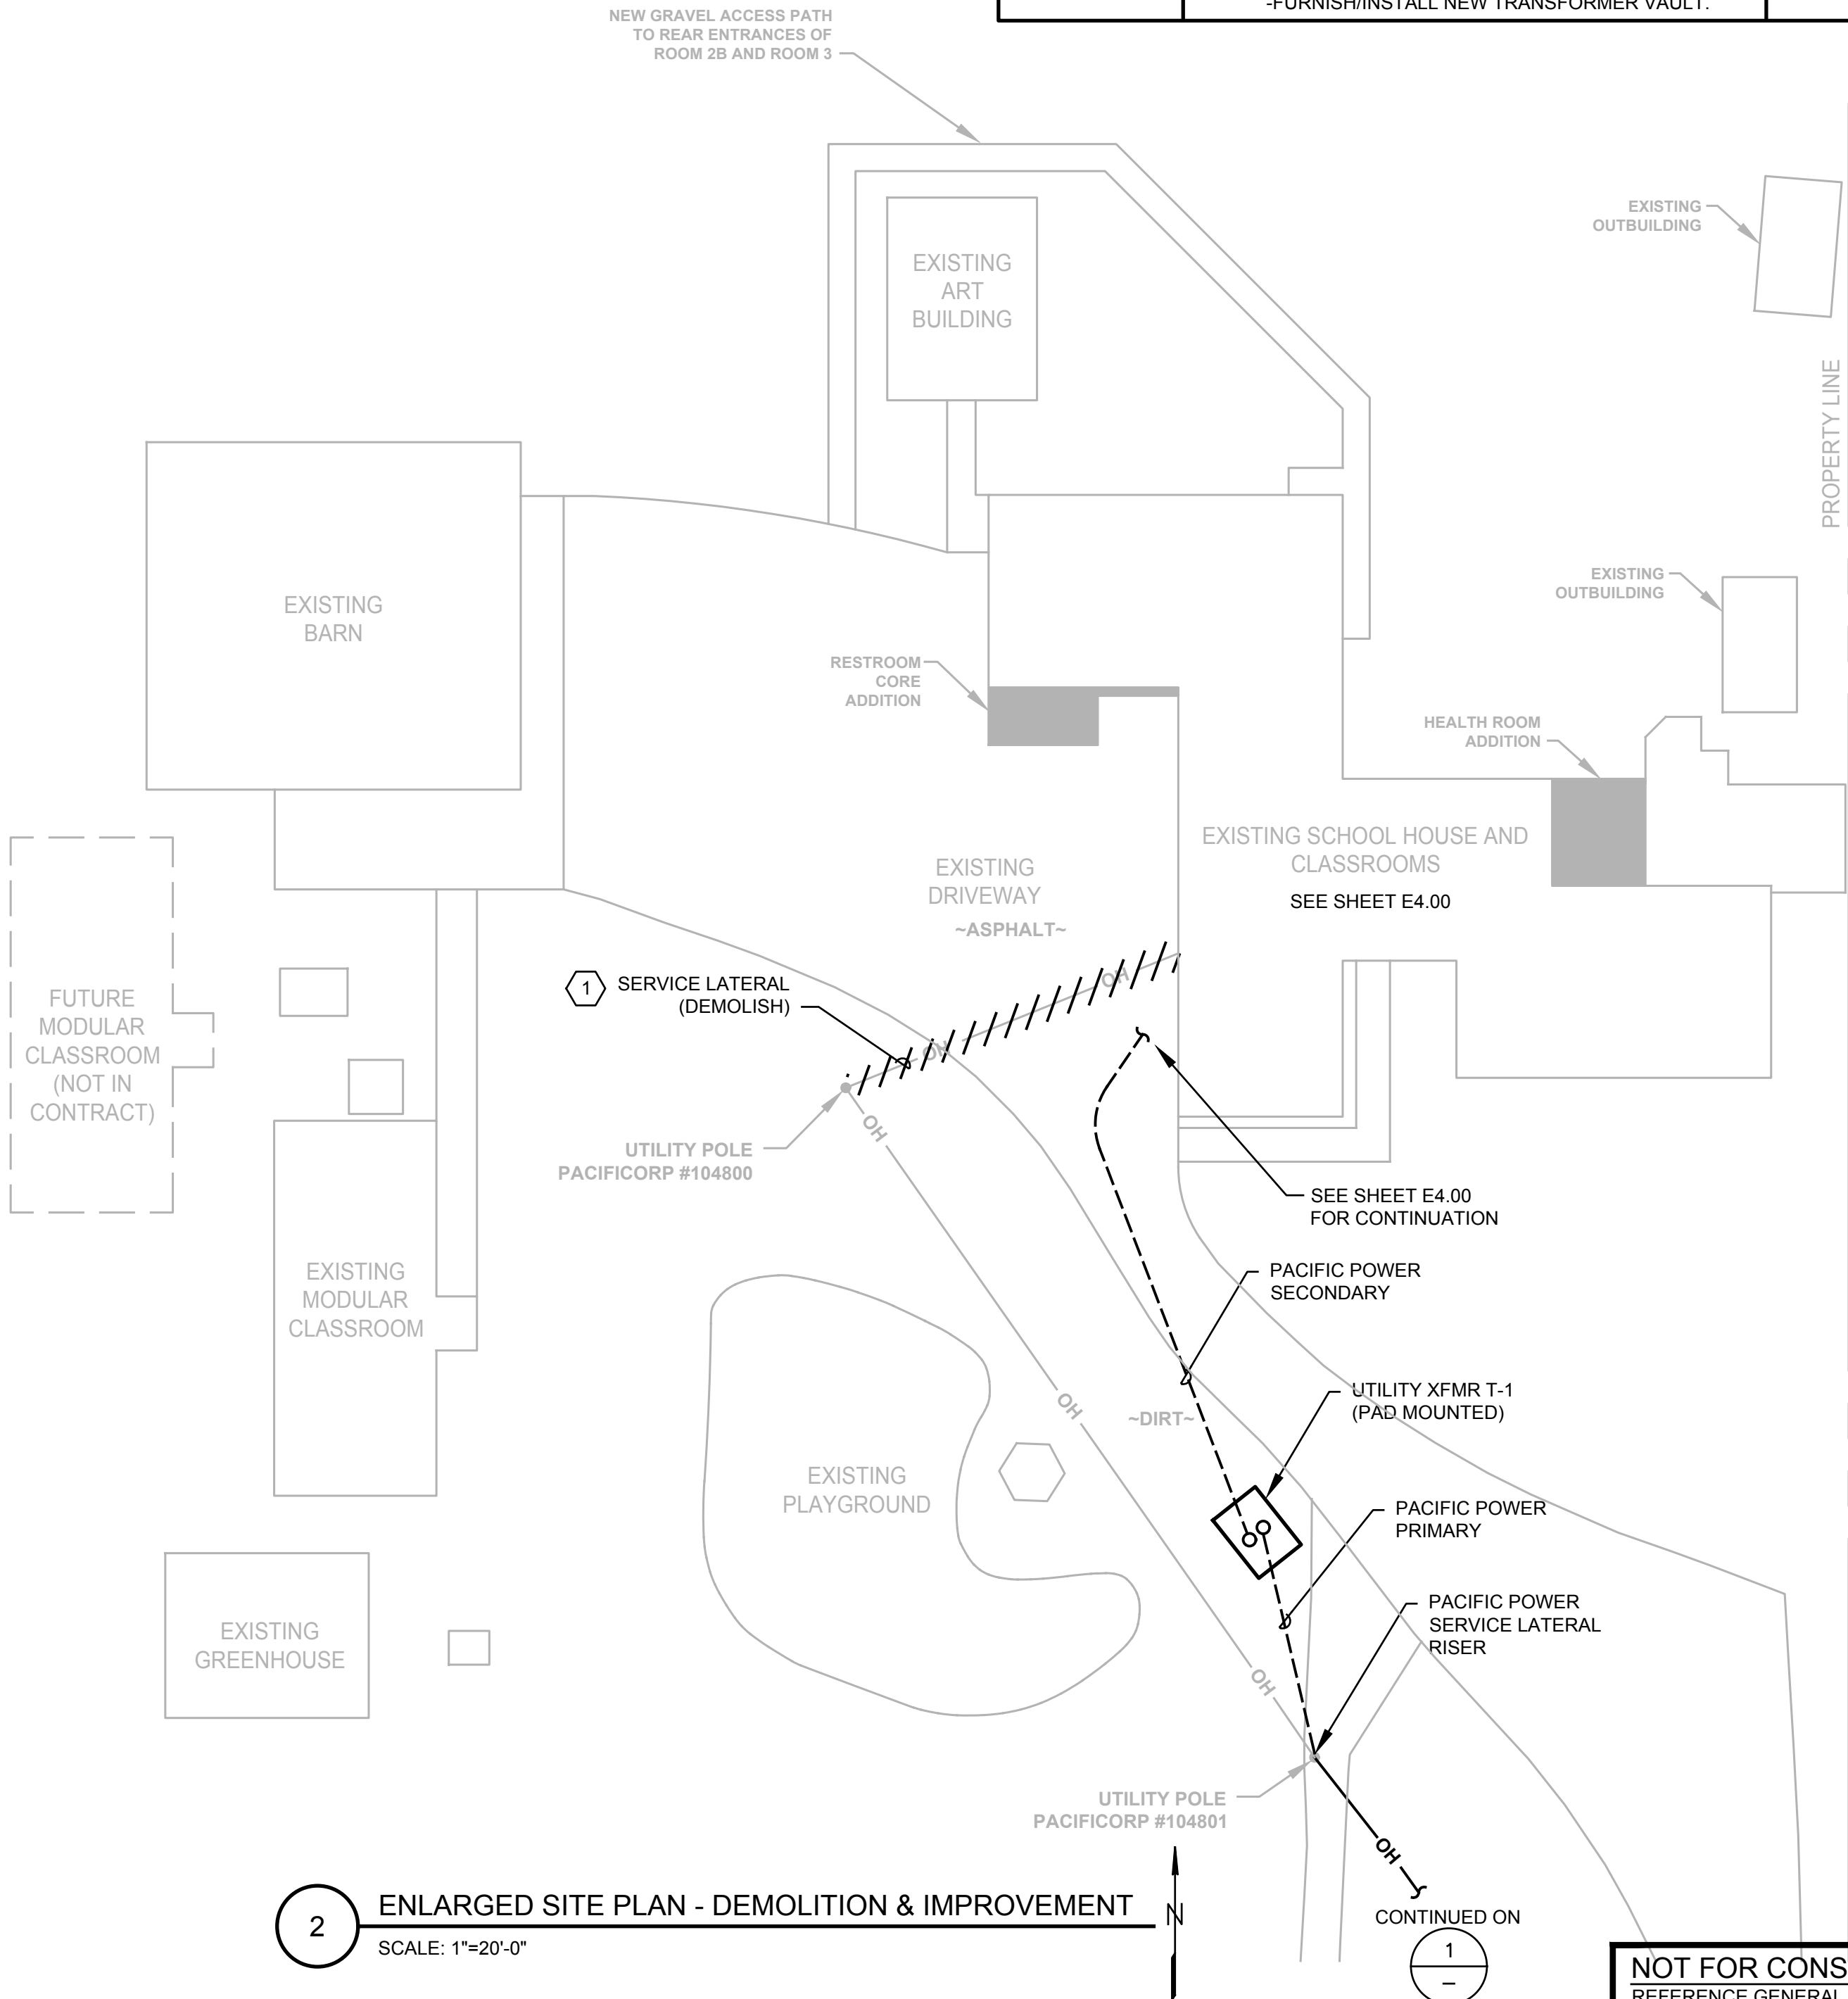 -FURNISH/INSTALL NEW TRANSFORMER VAULT.
NEW GRAVEL ACCESS PATH
TO REAR ENTRANCES OF
ROOM 2B AND ROOM 3
EXISTING
OUTBUILDING
EXISTING
ART
BUILDING
PROPERTY LINE
EXISTING
BARN
EXISTING
OUTBUILDING
RESTROOM
CORE
ADDITION
HEALTH ROOM
ADDITION
EXISTING SCHOOL HOUSE AND
CLASSROOMS
SEE SHEET E4.00
EXISTING
DRIVEWAY
~ASPHALT~
FUTURE
MODULAR
CLASSROOM
(NOT IN
CONTRACT)
1
SERVICE LATERAL
(DEMOLISH)
OH
OH
OH
UTILITY POLE
PACIFICORP #104800
SEE SHEET E4.00
FOR CONTINUATION
EXISTING
MODULAR
CLASSROOM
PACIFIC POWER
SECONDARY
OH
~DIRT~
UTILITY XFMR T-1
(PAD MOUNTED)
EXISTING
PLAYGROUND
PACIFIC POWER
PRIMARY
EXISTING
GREENHOUSE
PACIFIC POWER
SERVICE LATERAL
RISER
OH
UTILITY POLE
PACIFICORP #104801
OH
2
ENLARGED SITE PLAN - DEMOLITION & IMPROVEMENT
SCALE: 1"=20'-0"
N
CONTINUED ON
1
–
NOT FOR CONS
REFERENCE GENERAL